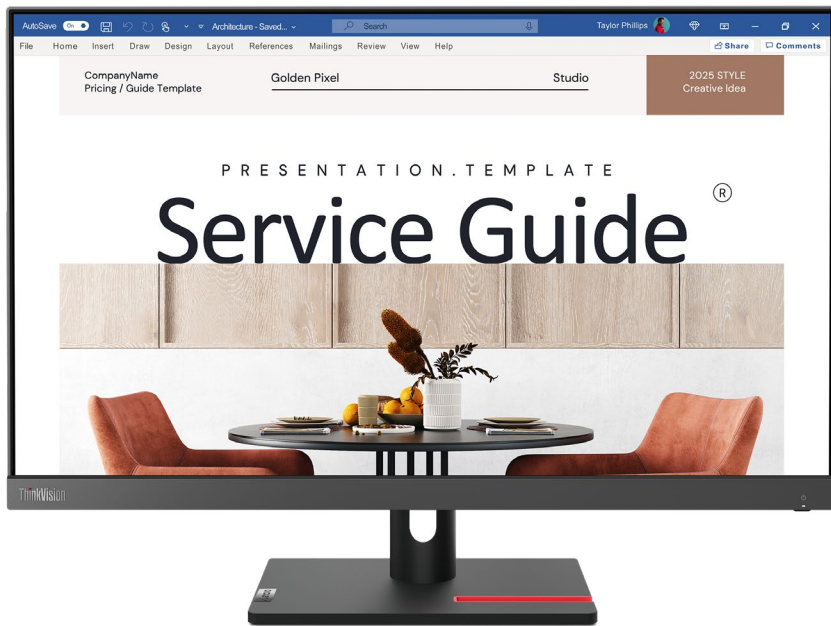 AutoSave On Architecture - Saved... Search Taylor Phillips
File Home Insert Draw Design Layout References Mailings Review View Help Share Comments
CompanyName
Pricing / Guide Template
Golden Pixel Studio
2025 STYLE
Creative Idea
PRESENTATION.TEMPLATE
Service Guide ®
ThinkVision